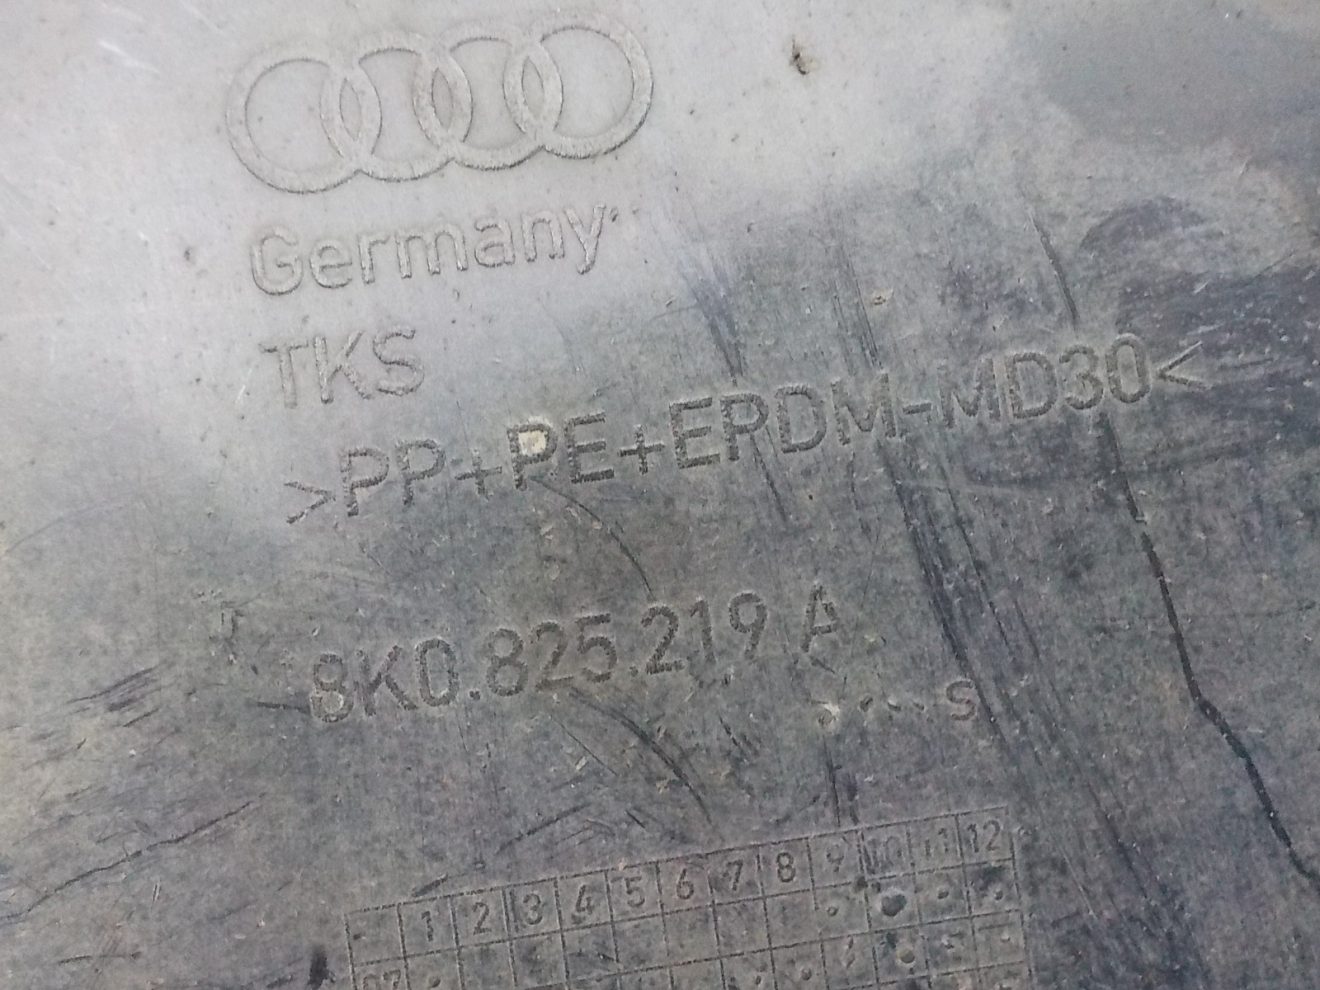 Germany
TKS
>PP+PE+EPDM-MD30<
8K0.825.219 A
S
1 2 3 4 5 6 7 8 9 10 11 12
07